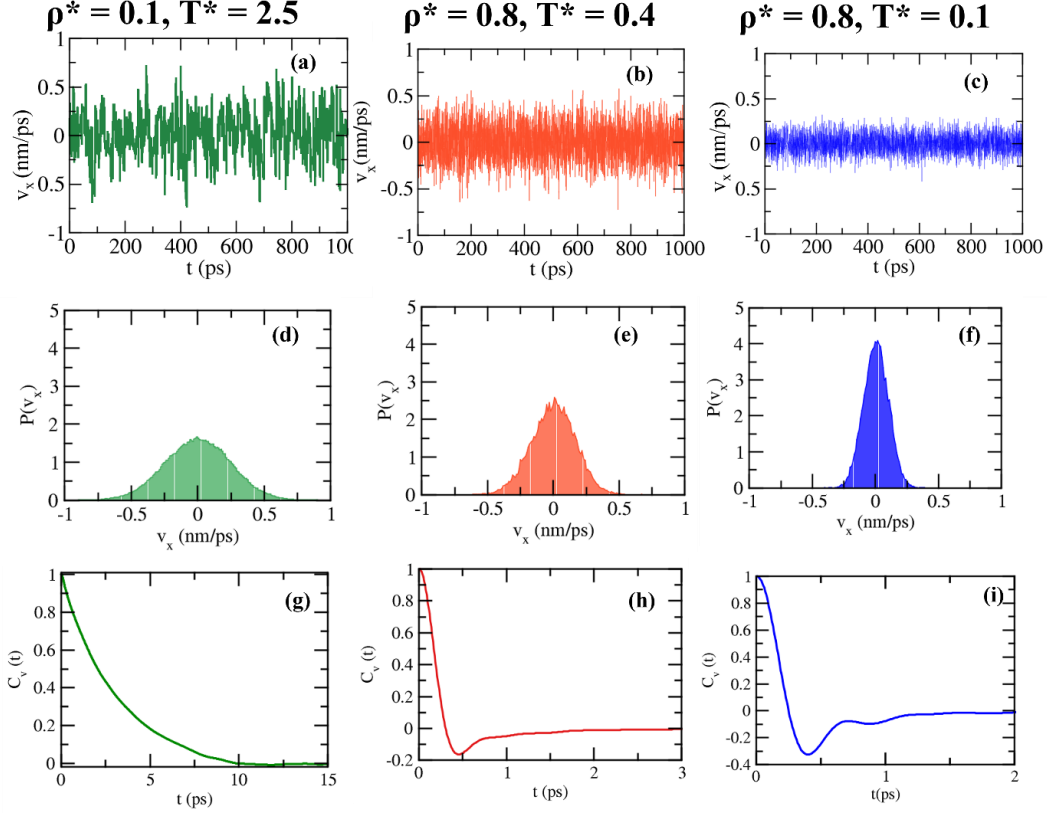 ρ* = 0.1, T* = 2.5
ρ* = 0.8, T* = 0.4
ρ* = 0.8, T* = 0.1
(a)
v_x (nm/ps)
1
0.5
0
-0.5
-1
0 200 400 600 800 100
t (ps)
(b)
v_x (nm/ps)
1
0.5
0
-0.5
-1
0 200 400 600 800 1000
t (ps)
(c)
v_x (nm/ps)
1
0.5
0
-0.5
-1
0 200 400 600 800 1000
t (ps)
(d)
P(v_x)
5
4
3
2
1
0
-1 -0.5 0 0.5 1
v_x (nm/ps)
(e)
P(v_x)
5
4
3
2
1
0
-1 -0.5 0 0.5 1
v_x (nm/ps)
(f)
P(v_x)
5
4
3
2
1
0
-1 -0.5 0 0.5 1
v_x (nm/ps)
(g)
C_v (t)
1
0.8
0.6
0.4
0.2
0
0 5 10 15
t (ps)
(h)
C_v (t)
1
0.8
0.6
0.4
0.2
0
-0.2
0 1 2 3
t (ps)
(i)
C_v (t)
1
0.8
0.6
0.4
0.2
0
-0.2
-0.4
0 1 2
t(ps)